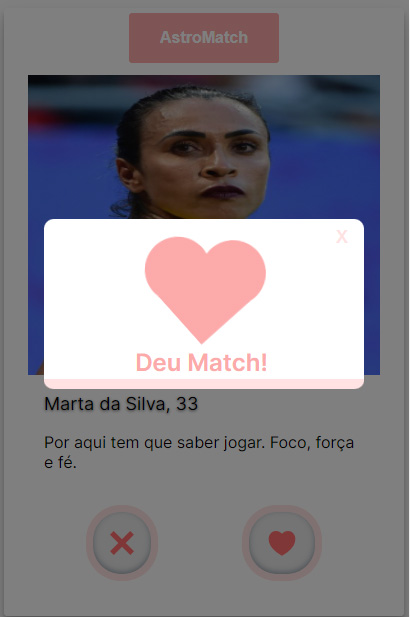 AstroMatch
X
Deu Match!
Marta da Silva, 33
Por aqui tem que saber jogar. Foco, força
e fé.